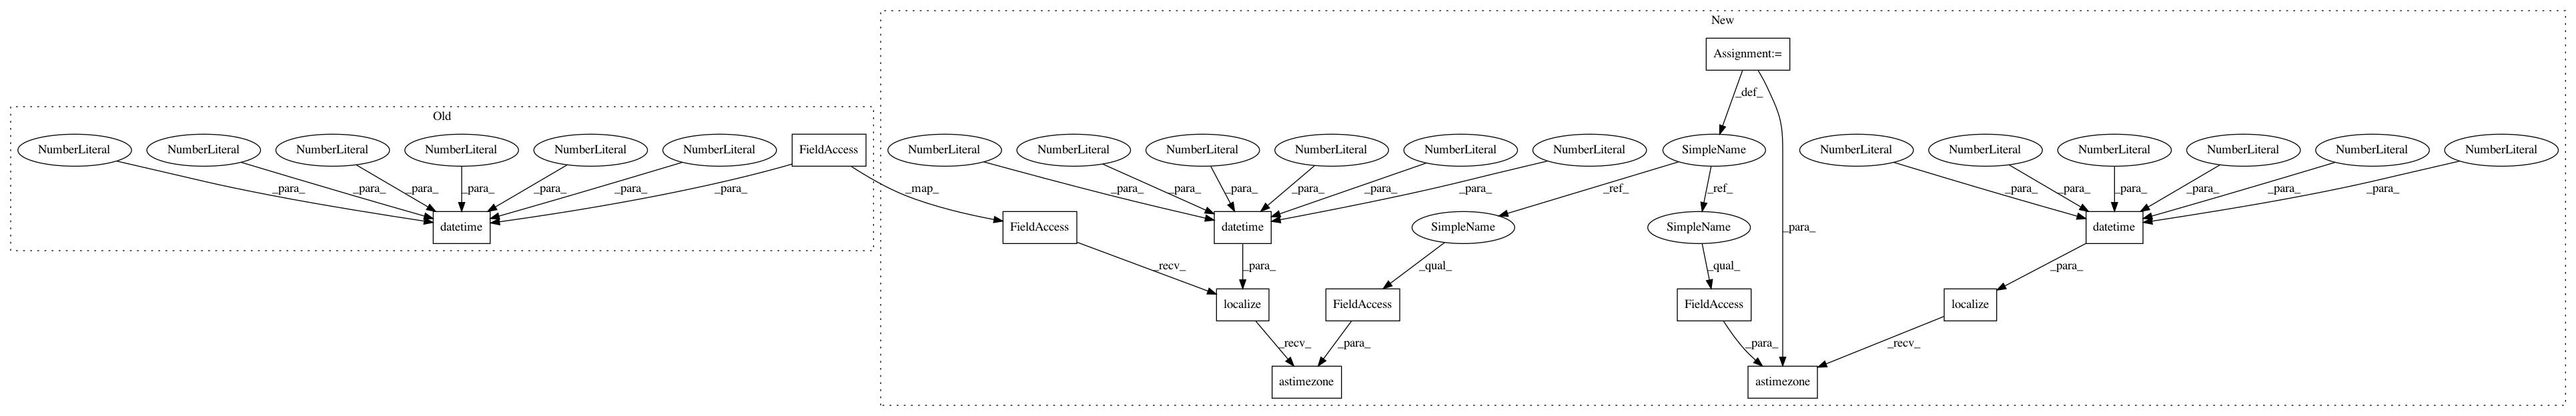 New
Assignment:=
Old
_def_
NumberLiteral NumberLiteral NumberLiteral NumberLiteral NumberLiteral NumberLiteral FieldAccess NumberLiteral NumberLiteral NumberLiteral NumberLiteral NumberLiteral NumberLiteral SimpleName NumberLiteral NumberLiteral NumberLiteral NumberLiteral NumberLiteral NumberLiteral
_para_ _para_ _para_ _para_ _para_ _para_ _para_ _map_ _para_ _para_ _para_ _para_ _para_ _para_ _ref_ _ref_ _para_ _para_ _para_ _para_ _para_ _para_
datetime FieldAccess datetime SimpleName SimpleName _para_ datetime
_recv_ _para_ _qual_ _qual_ _para_
localize FieldAccess FieldAccess localize
_recv_ _para_ _para_ _recv_
astimezone astimezone